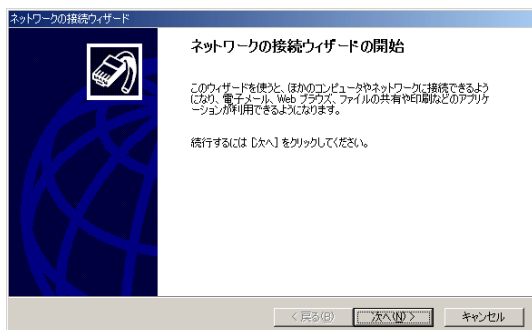 ネットワークの接続ウィザード
ネットワークの接続ウィザードの開始
このウィザードを使うと、ほかのコンピュータやネットワークに接続できるよう
になり、電子メール、Web ブラウズ、ファイルの共有や印刷などのアプリケ
ーションが利用できるようになります。
続行するには [次へ] をクリックしてください。
< 戻る(B)
次へ(N) >
キャンセル